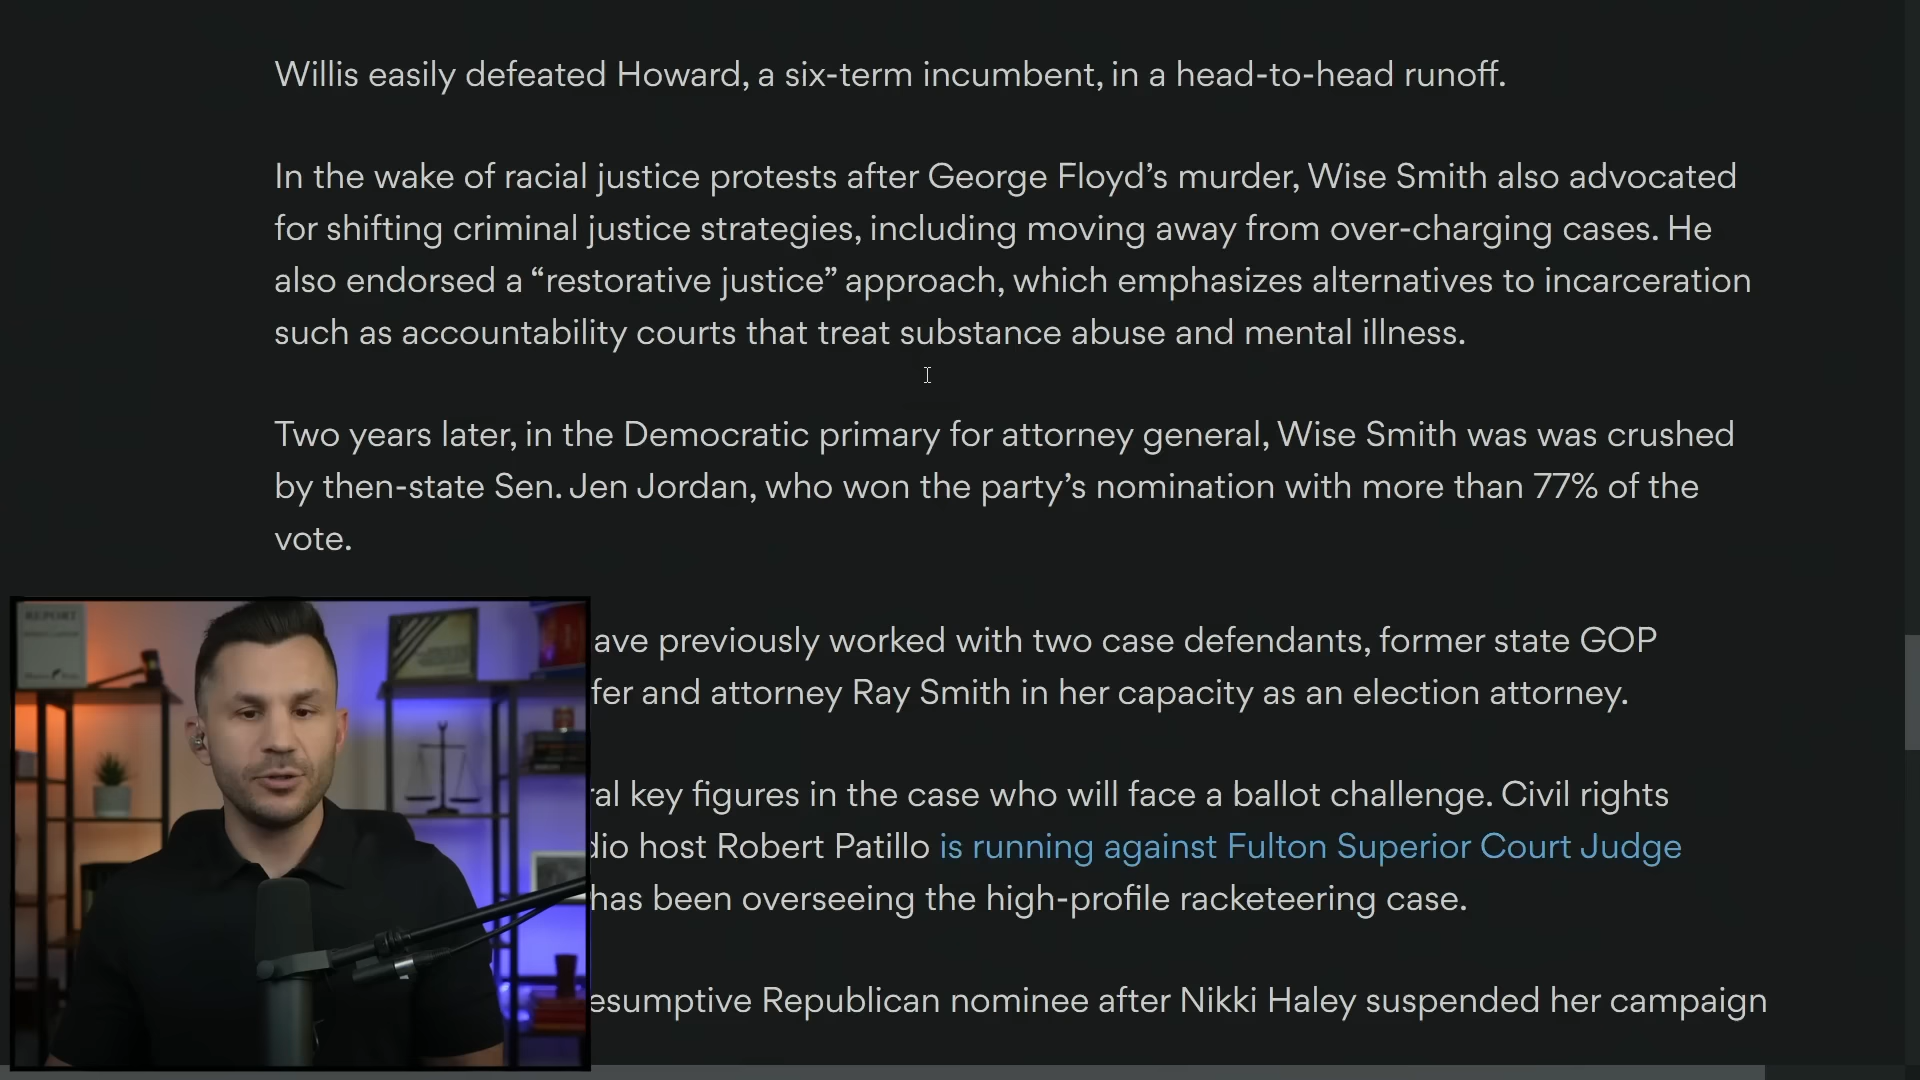 Willis easily defeated Howard, a six-term incumbent, in a head-to-head runoff.
In the wake of racial justice protests after George Floyd’s murder, Wise Smith also advocated
for shifting criminal justice strategies, including moving away from over-charging cases. He
also endorsed a “restorative justice” approach, which emphasizes alternatives to incarceration
such as accountability courts that treat substance abuse and mental illness.
Two years later, in the Democratic primary for attorney general, Wise Smith was was crushed
by then-state Sen. Jen Jordan, who won the party’s nomination with more than 77% of the
vote.
ave previously worked with two case defendants, former state GOP
fer and attorney Ray Smith in her capacity as an election attorney.
ral key figures in the case who will face a ballot challenge. Civil rights
dio host Robert Patillo is running against Fulton Superior Court Judge
has been overseeing the high-profile racketeering case.
esumptive Republican nominee after Nikki Haley suspended her campaign
REPORT